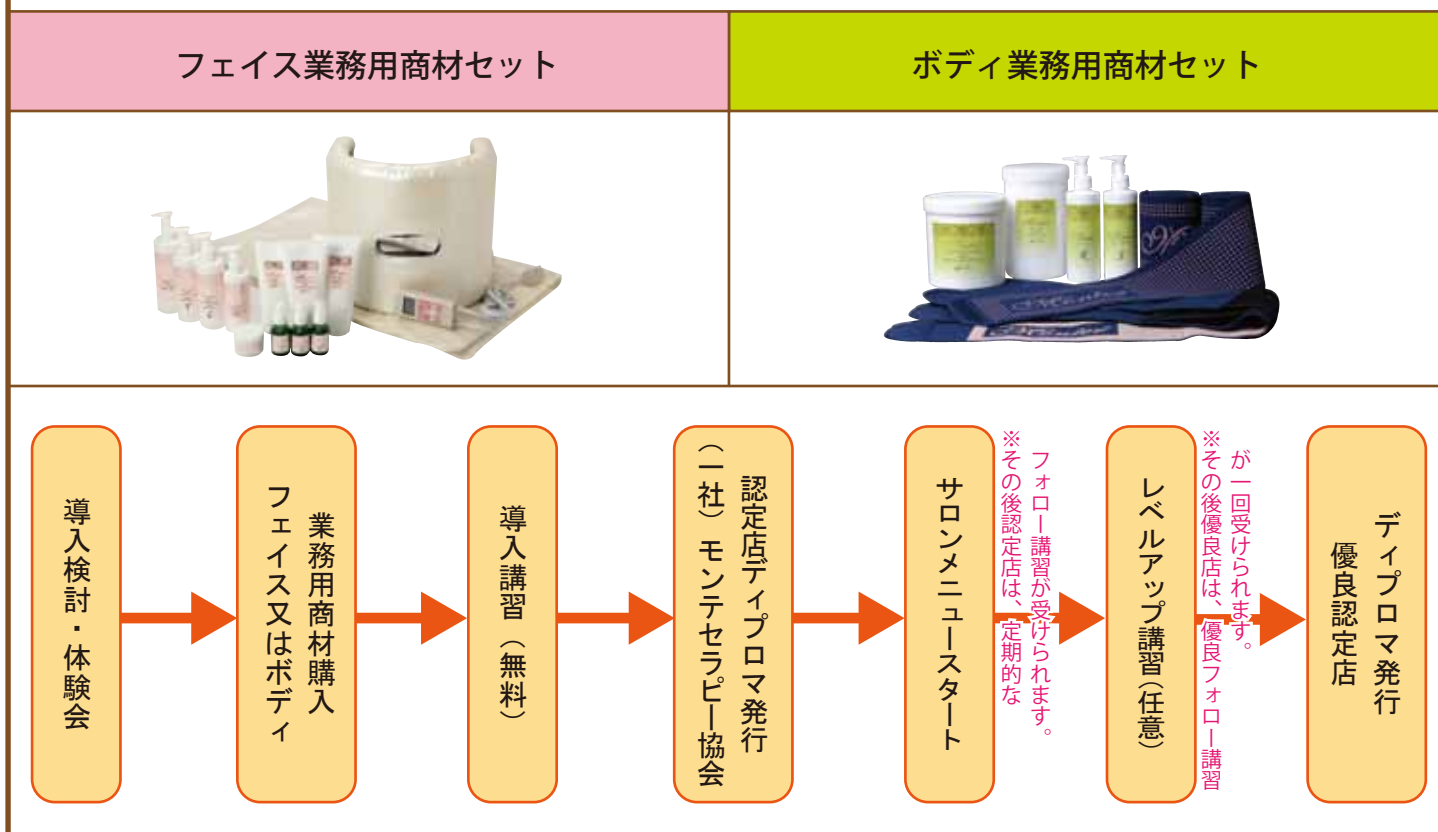 フェイス業務用商材セット
ボディ業務用商材セット
導入検討・体験会
業務用商材購入
フェイス又はボディ
導入講習（無料）
認定店ディプロマ発行
（一社）モンテセラピー協会
サロンメニュースタート
※その後認定店は、定期的な
フォロー講習が受けられます。
レベルアップ講習（任意）
※その後優良店は、優良フォロー講習
が一回受けられます。
ディプロマ発行
優良認定店